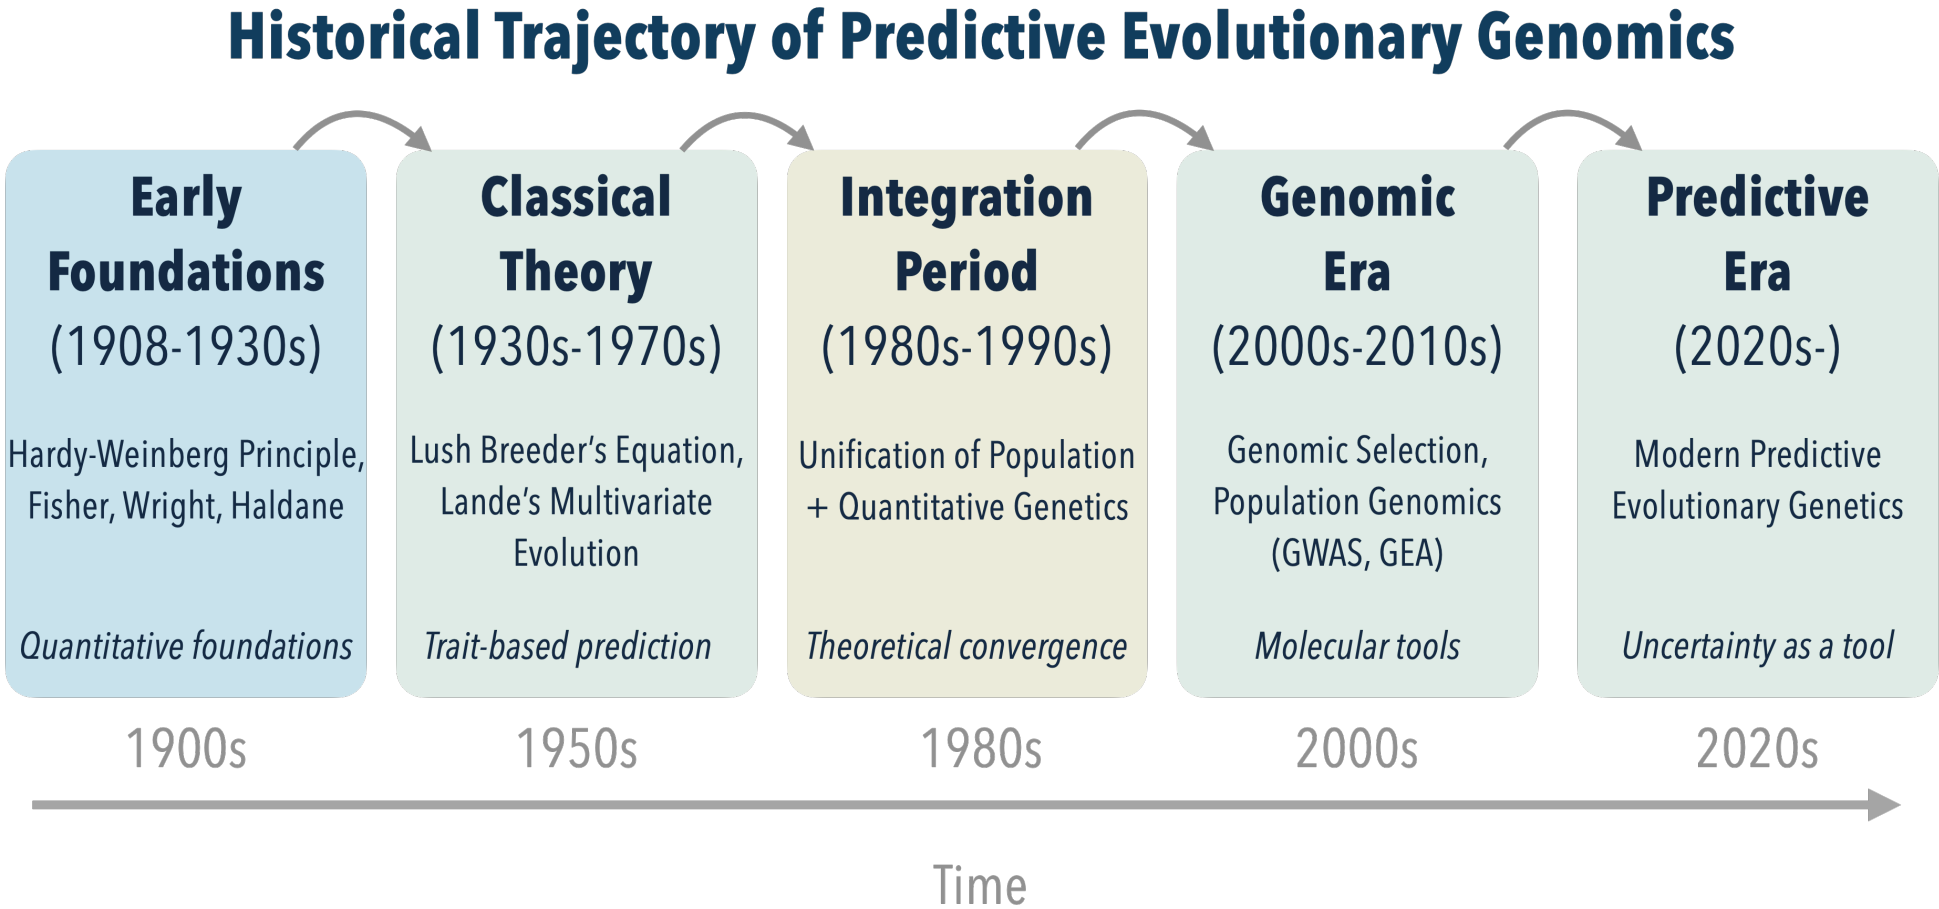 Historical Trajectory of Predictive Evolutionary Genomics
Early
Foundations
(1908-1930s)
Hardy-Weinberg Principle,
Fisher, Wright, Haldane
Quantitative foundations
Classical
Theory
(1930s-1970s)
Lush Breeder’s Equation,
Lande’s Multivariate
Evolution
Trait-based prediction
Integration
Period
(1980s-1990s)
Unification of Population
+ Quantitative Genetics
Theoretical convergence
Genomic
Era
(2000s-2010s)
Genomic Selection,
Population Genomics
(GWAS, GEA)
Molecular tools
Predictive
Era
(2020s-)
Modern Predictive
Evolutionary Genetics
Uncertainty as a tool
1900s
1950s
1980s
2000s
2020s
Time